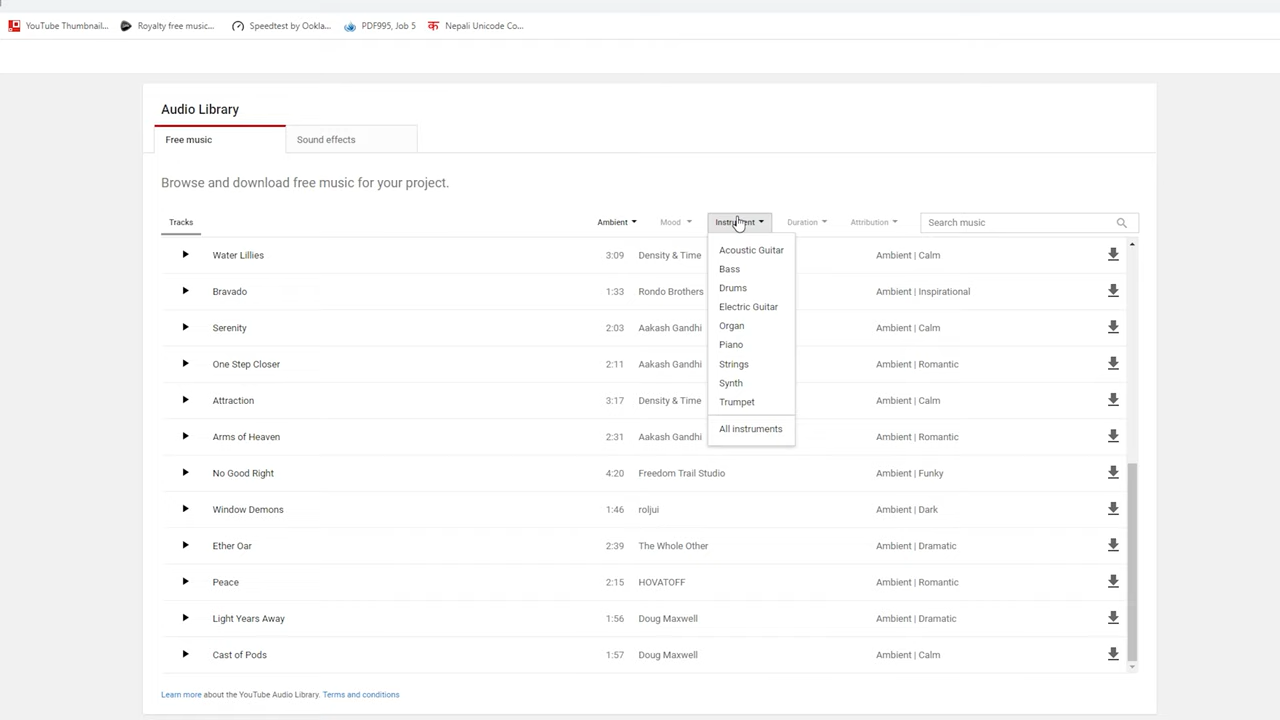 YouTube Thumbnail... Royalty free music... Speedtest by Ookla... PDF995, Job 5 Nepali Unicode Co...
Audio Library
Free music Sound effects
Browse and download free music for your project.
Tracks Ambient Mood Instrument Duration Attribution Search music
Acoustic Guitar
Bass
Drums
Electric Guitar
Organ
Piano
Strings
Synth
Trumpet
All instruments
Water Lillies 3:09 Density & Time Ambient | Calm
Bravado 1:33 Rondo Brothers Ambient | Inspirational
Serenity 2:03 Aakash Gandhi Ambient | Calm
One Step Closer 2:11 Aakash Gandhi Ambient | Romantic
Attraction 3:17 Density & Time Ambient | Calm
Arms of Heaven 2:31 Aakash Gandhi Ambient | Romantic
No Good Right 4:20 Freedom Trail Studio Ambient | Funky
Window Demons 1:46 roljui Ambient | Dark
Ether Oar 2:39 The Whole Other Ambient | Dramatic
Peace 2:15 HOVATOFF Ambient | Romantic
Light Years Away 1:56 Doug Maxwell Ambient | Dramatic
Cast of Pods 1:57 Doug Maxwell Ambient | Calm
Learn more about the YouTube Audio Library. Terms and conditions